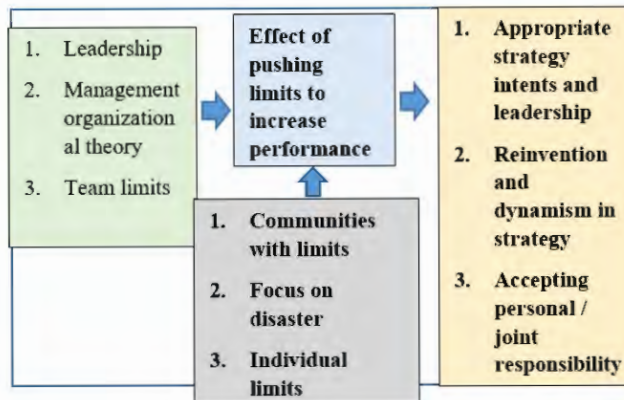 1. Leadership
2. Management
organization
al theory
3. Team limits
Effect of
pushing
limits to
increase
performance
1. Communities
with limits
2. Focus on
disaster
3. Individual
limits
1. Appropriate
strategy
intents and
leadership
2. Reinvention
and
dynamism in
strategy
3. Accepting
personal /
joint
responsibility